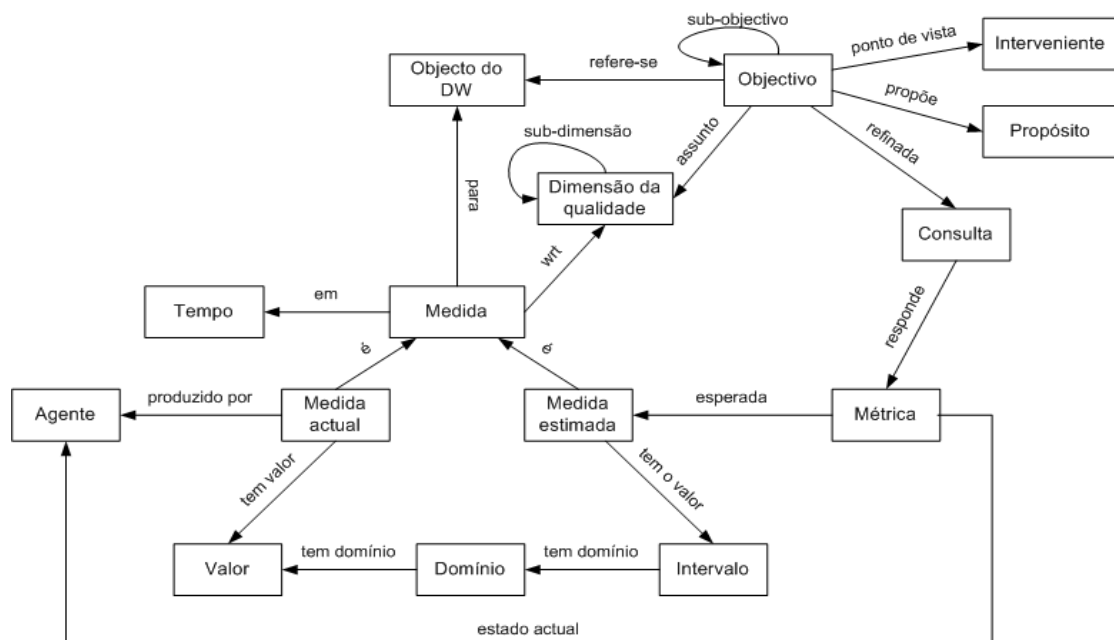 sub-objectivo
ponto de vista
Interveniente
Objecto do
DW
refere-se
Objectivo
propõe
Propósito
sub-dimensão
assunto
refinada
Dimensão da
qualidade
para
Consulta
wrt
em
Tempo
Medida
responde
é
é
Agente
produzido por
Medida
actual
Medida
estimada
esperada
Métrica
tem valor
tem o valor
Valor
tem domínio
Domínio
tem domínio
Intervalo
estado actual